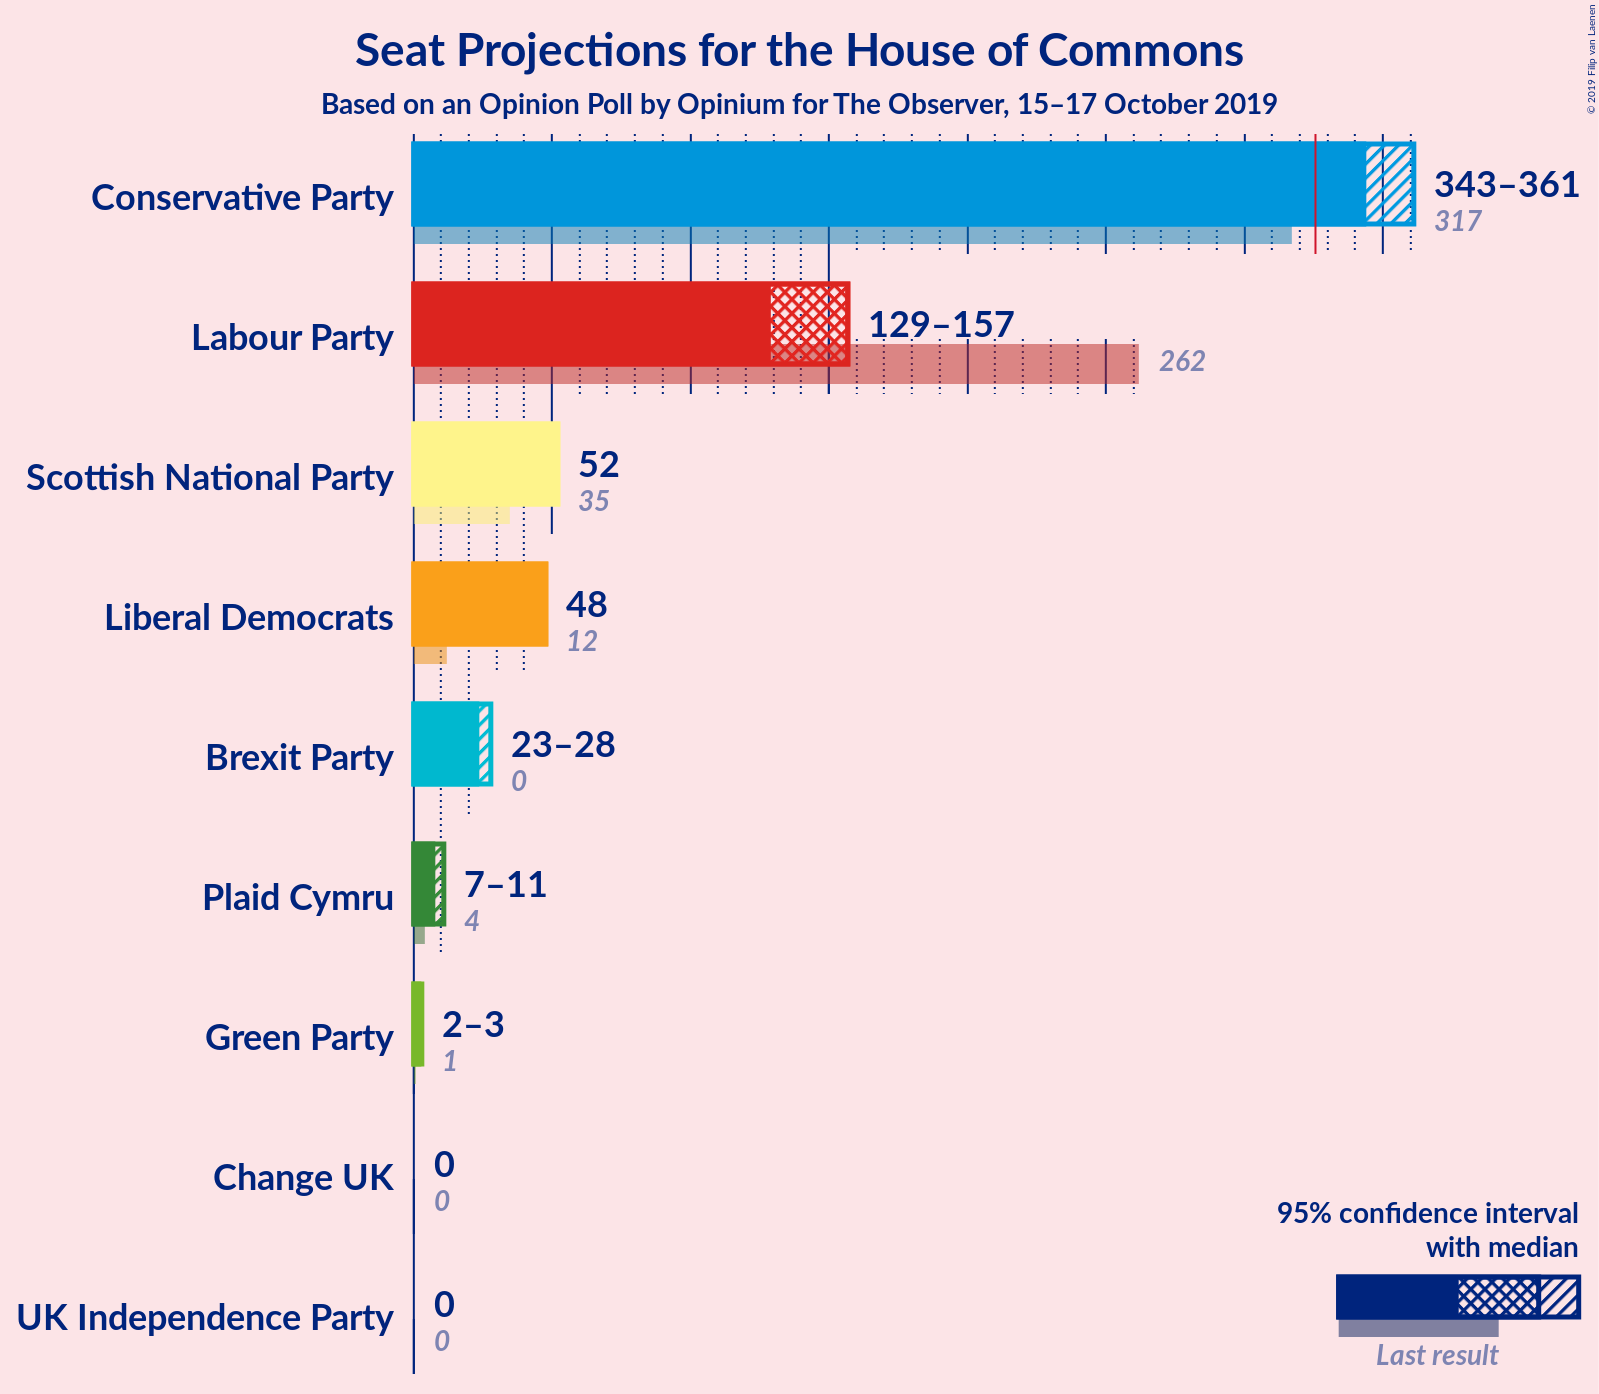 Seat Projections for the House of Commons
Based on an Opinion Poll by Opinium for The Observer, 15–17 October 2019
© 2019 Filip van Laenen
Conservative Party
343–361
317
Labour Party
129–157
262
Scottish National Party
52
35
Liberal Democrats
48
12
Brexit Party
23–28
0
Plaid Cymru
7–11
4
Green Party
2–3
1
Change UK
0
0
UK Independence Party
0
0
95% confidence interval
with median
Last result